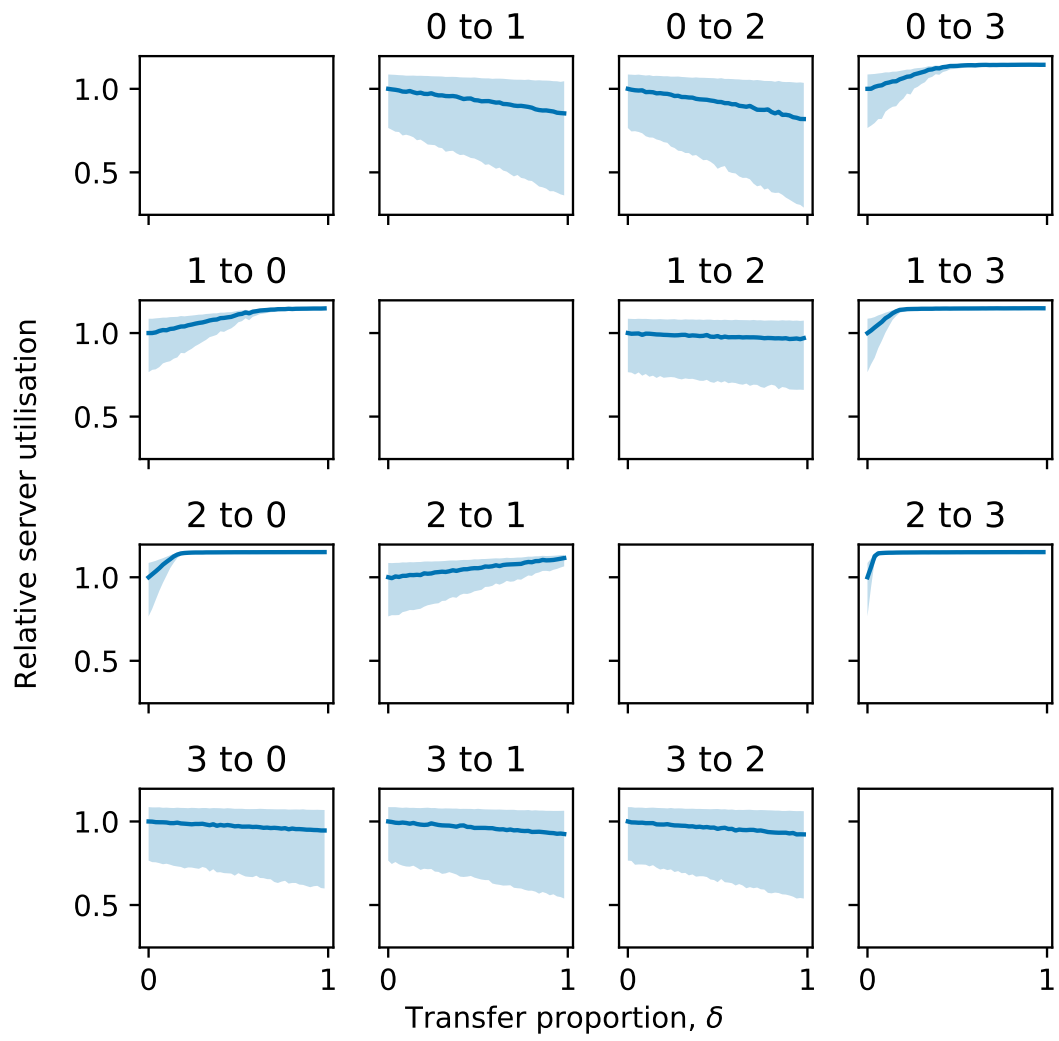 0 to 1
0 to 2
0 to 3
1.0
0.5
1 to 0
1 to 2
1 to 3
1.0
0.5
Relative server utilisation
2 to 0
2 to 1
2 to 3
1.0
0.5
3 to 0
3 to 1
3 to 2
1.0
0.5
0 1
0 1
0 1
0 1
Transfer proportion, δ